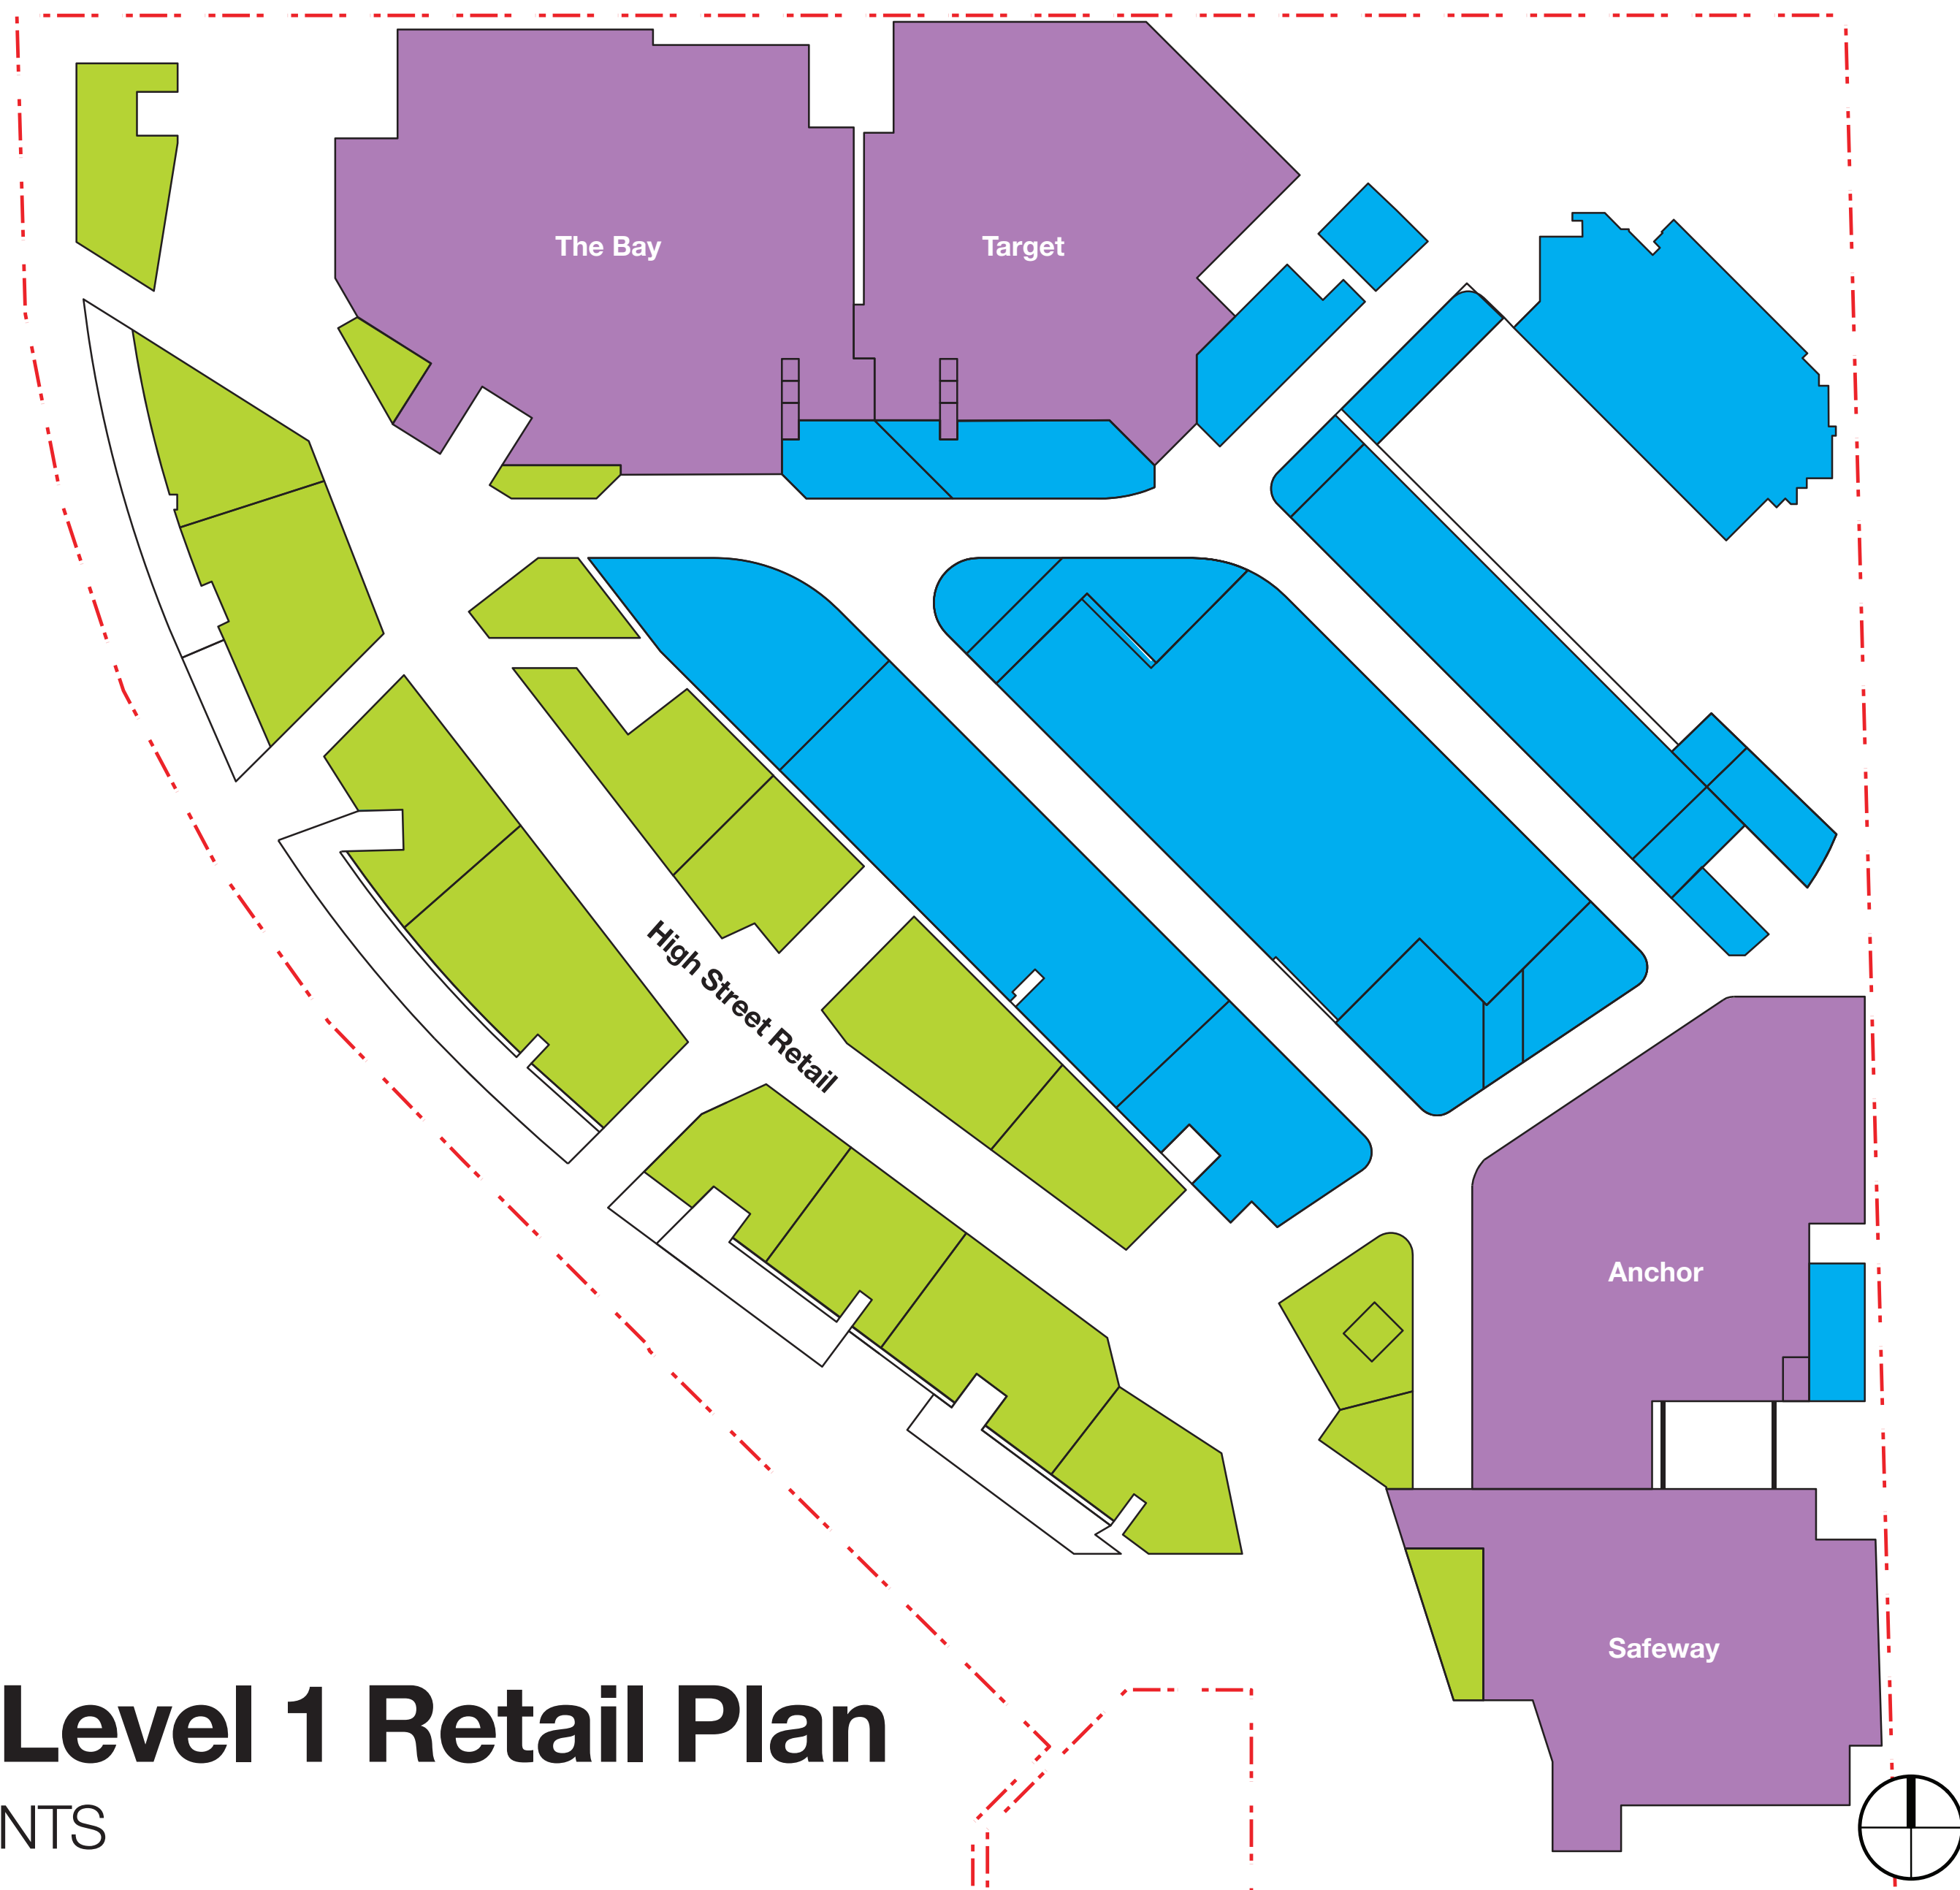 The Bay
Target
High Street Retail
Anchor
Safeway
Level 1 Retail Plan
NTS